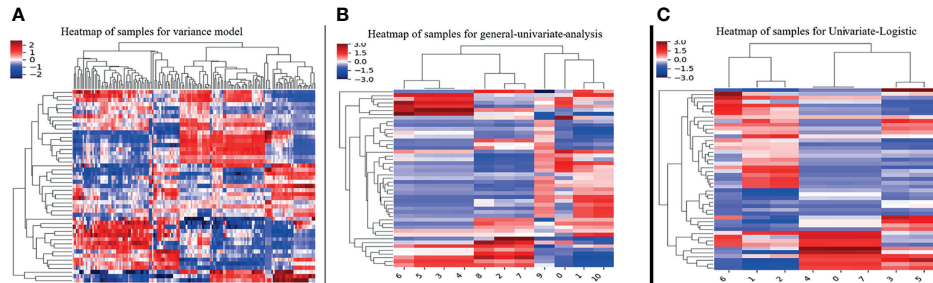 A
Heatmap of samples for variance model
2
1
0
−1
−2
B
Heatmap of samples for general-univariate-analysis
3.0
1.5
0.0
−1.5
−3.0
6 5 3 4 8 2 7 9 0 1 10
C
Heatmap of samples for Univariate-Logistic
3.0
1.5
0.0
−1.5
−3.0
6 1 2 4 0 7 3 5